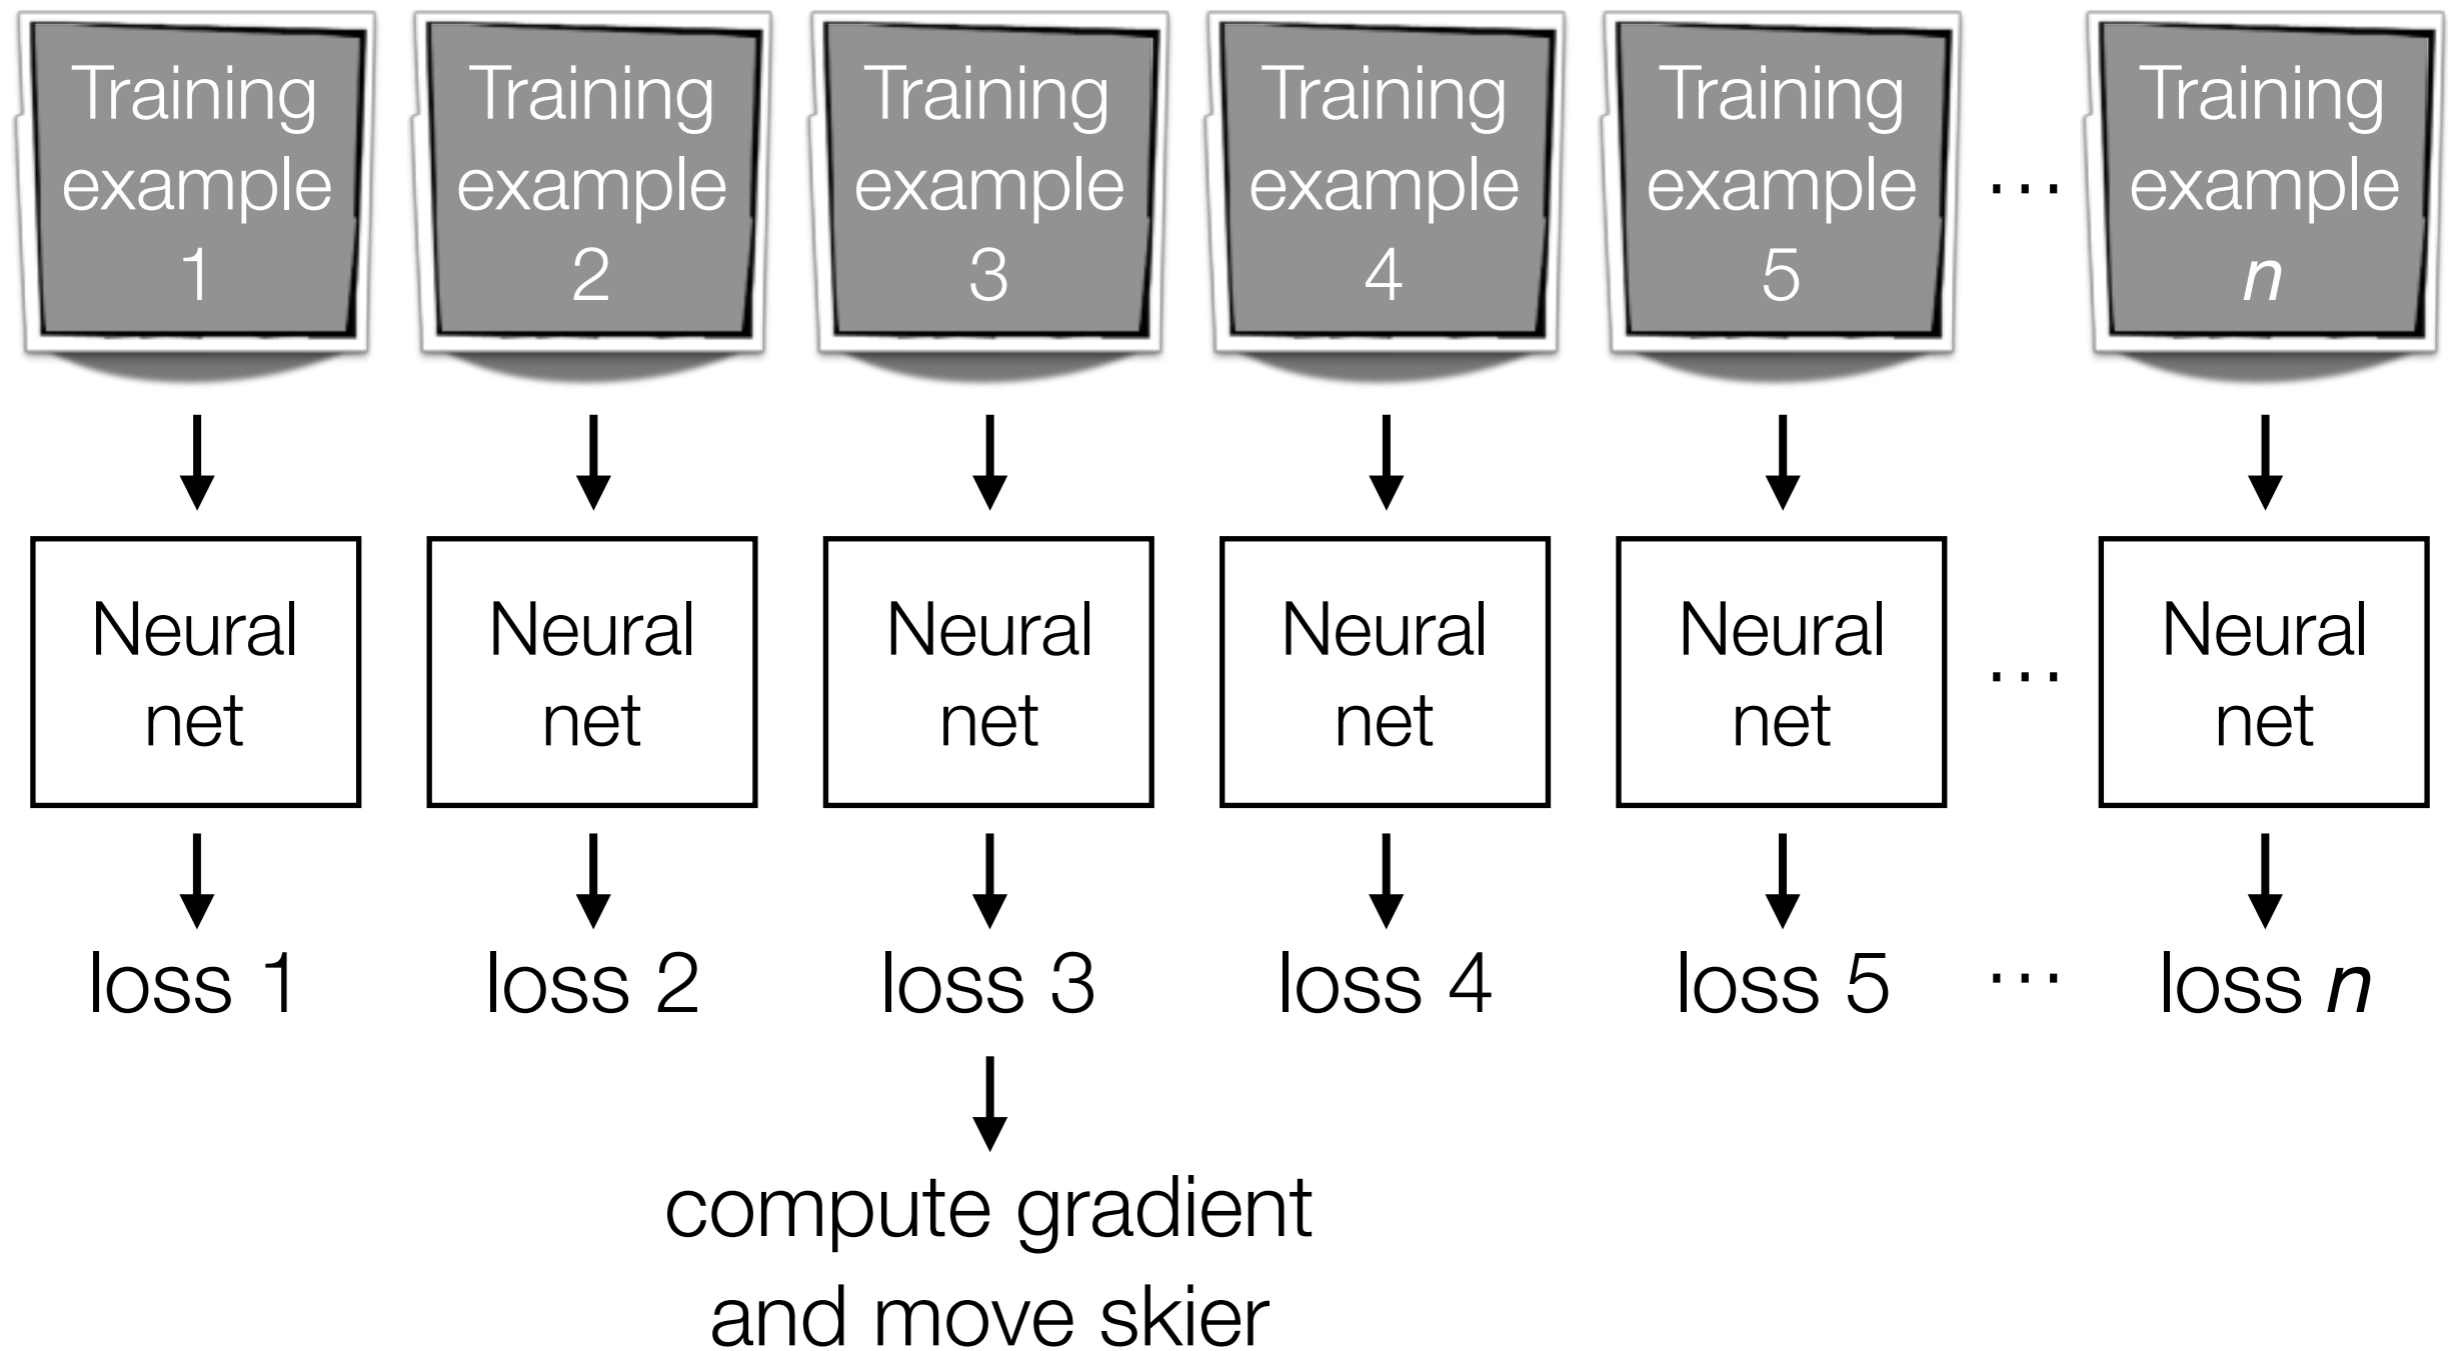 Training
example
1
Training
example
2
Training
example
3
Training
example
4
Training
example
5
...
Training
example
n
Neural
net
Neural
net
Neural
net
Neural
net
Neural
net
...
Neural
net
loss 1
loss 2
loss 3
loss 4
loss 5
...
loss n
compute gradient
and move skier